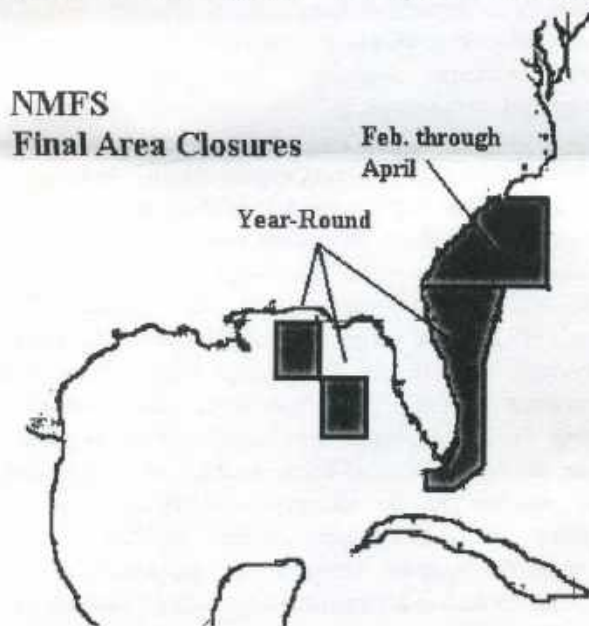 NMFS
Final Area Closures
Feb. through
April
Year-Round